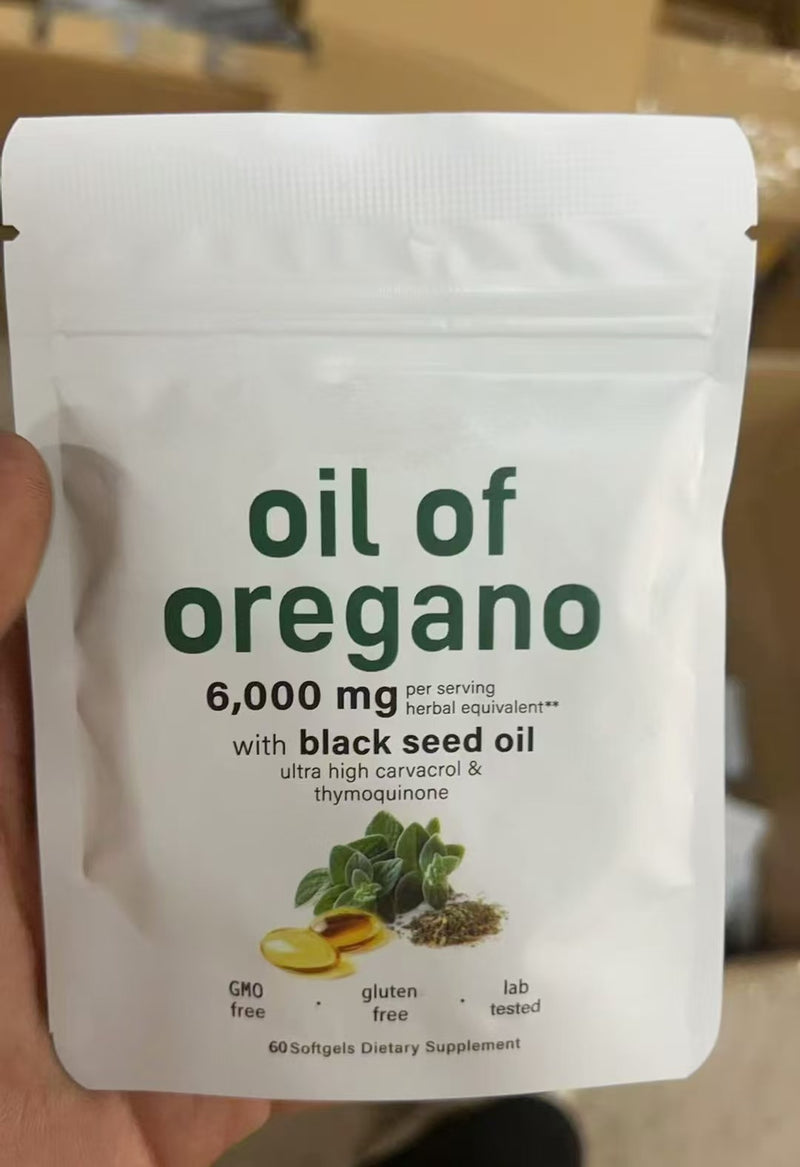 oil of
oregano
6,000 mg per serving
herbal equivalent**
with black seed oil
ultra high carvacrol &
thymoquinone
GMO
free
·
gluten
free
·
lab
tested
60 Softgels Dietary Supplement